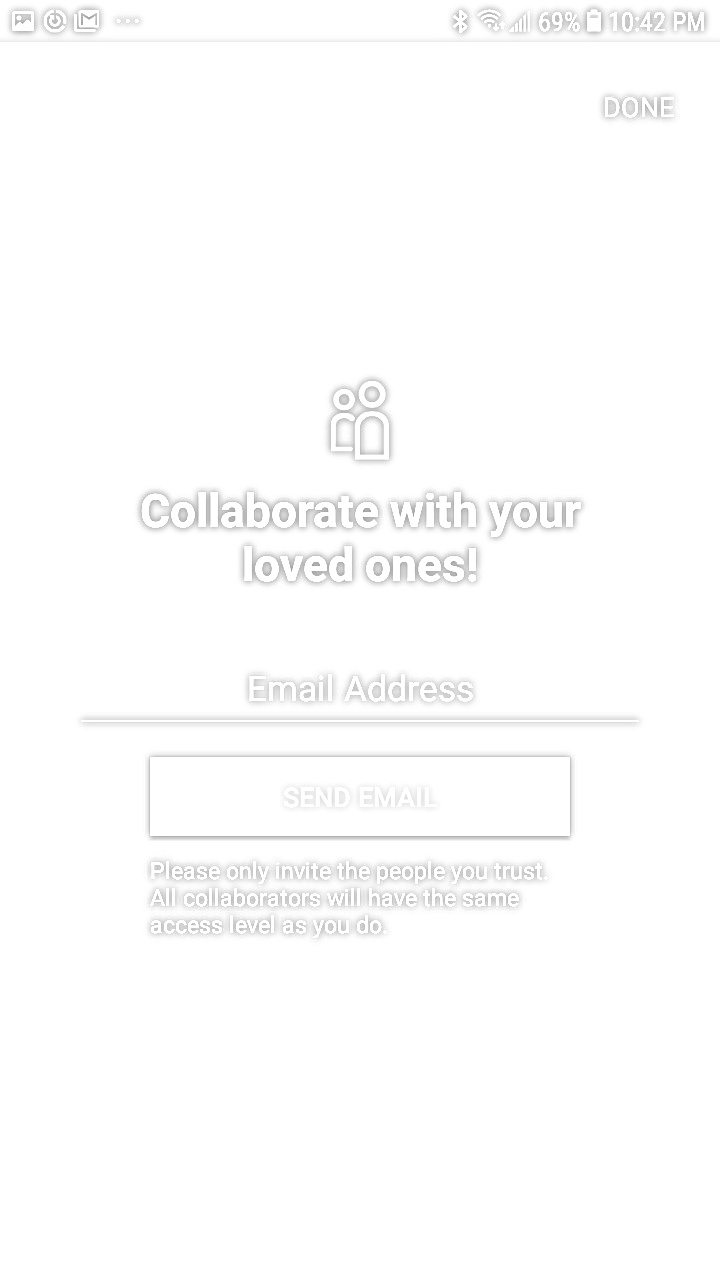 69% 10:42 PM
DONE
Collaborate with your
loved ones!
Email Address
SEND EMAIL
Please only invite the people you trust.
All collaborators will have the same
access level as you do.